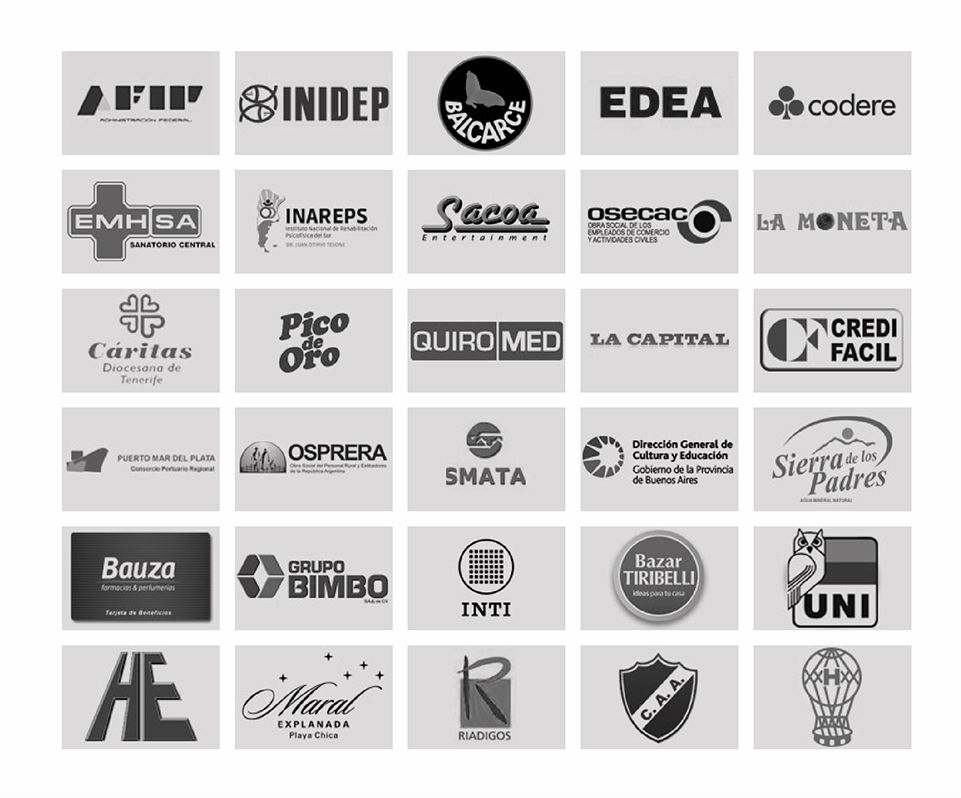 AFIP
ADMINISTRACION FEDERAL
INIDEP
BALCARCE
EDEA
codere
EMHSA
SANATORIO CENTRAL
INAREPS
Instituto Nacional de Rehabilitación
Psicofísica del Sur
DR. JUAN OTIMIO TESONE
Sacoa
Entertainment
osecac
OBRA SOCIAL DE LOS
EMPLEADOS DE COMERCIO
Y ACTIVIDADES CIVILES
LA MONETA
Cáritas
Diocesana de
Tenerife
Pico
de
Oro
QUIROMED
LA CAPITAL
CF CREDI
FACIL
PUERTO MAR DEL PLATA
Consorcio Portuario Regional
OSPRERA
Obra Social del Personal Rural y Estibadores
de la República Argentina
SMATA
Dirección General de
Cultura y Educación
Gobierno de la Provincia
de Buenos Aires
Sierra de los
Padres
AGUA MINERAL NATURAL
Bauza
farmacias & perfumerías
Tarjeta de Beneficios
GRUPO
BIMBO
INTI
Bazar
TIRIBELLI
ideas para tu casa
UNI
HE
Maral
EXPLANADA
Playa Chica
R
RIADIGOS
C. A. A.
H